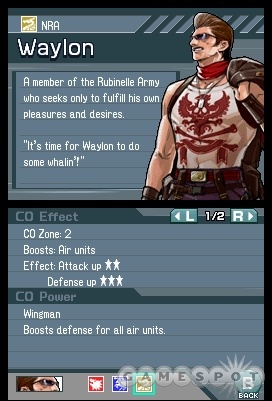 NRA
Waylon
A member of the Rubinelle Army
who seeks only to fulfill his own
pleasures and desires.
"It's time for Waylon to do
some whalin'!"
CO Effect
L 1/2 R
CO Zone: 2
Boosts: Air units
Effect: Attack up ★★
Defense up ★★★
CO Power
Wingman
Boosts defense for all air units.
GAMESPOT
B
BACK